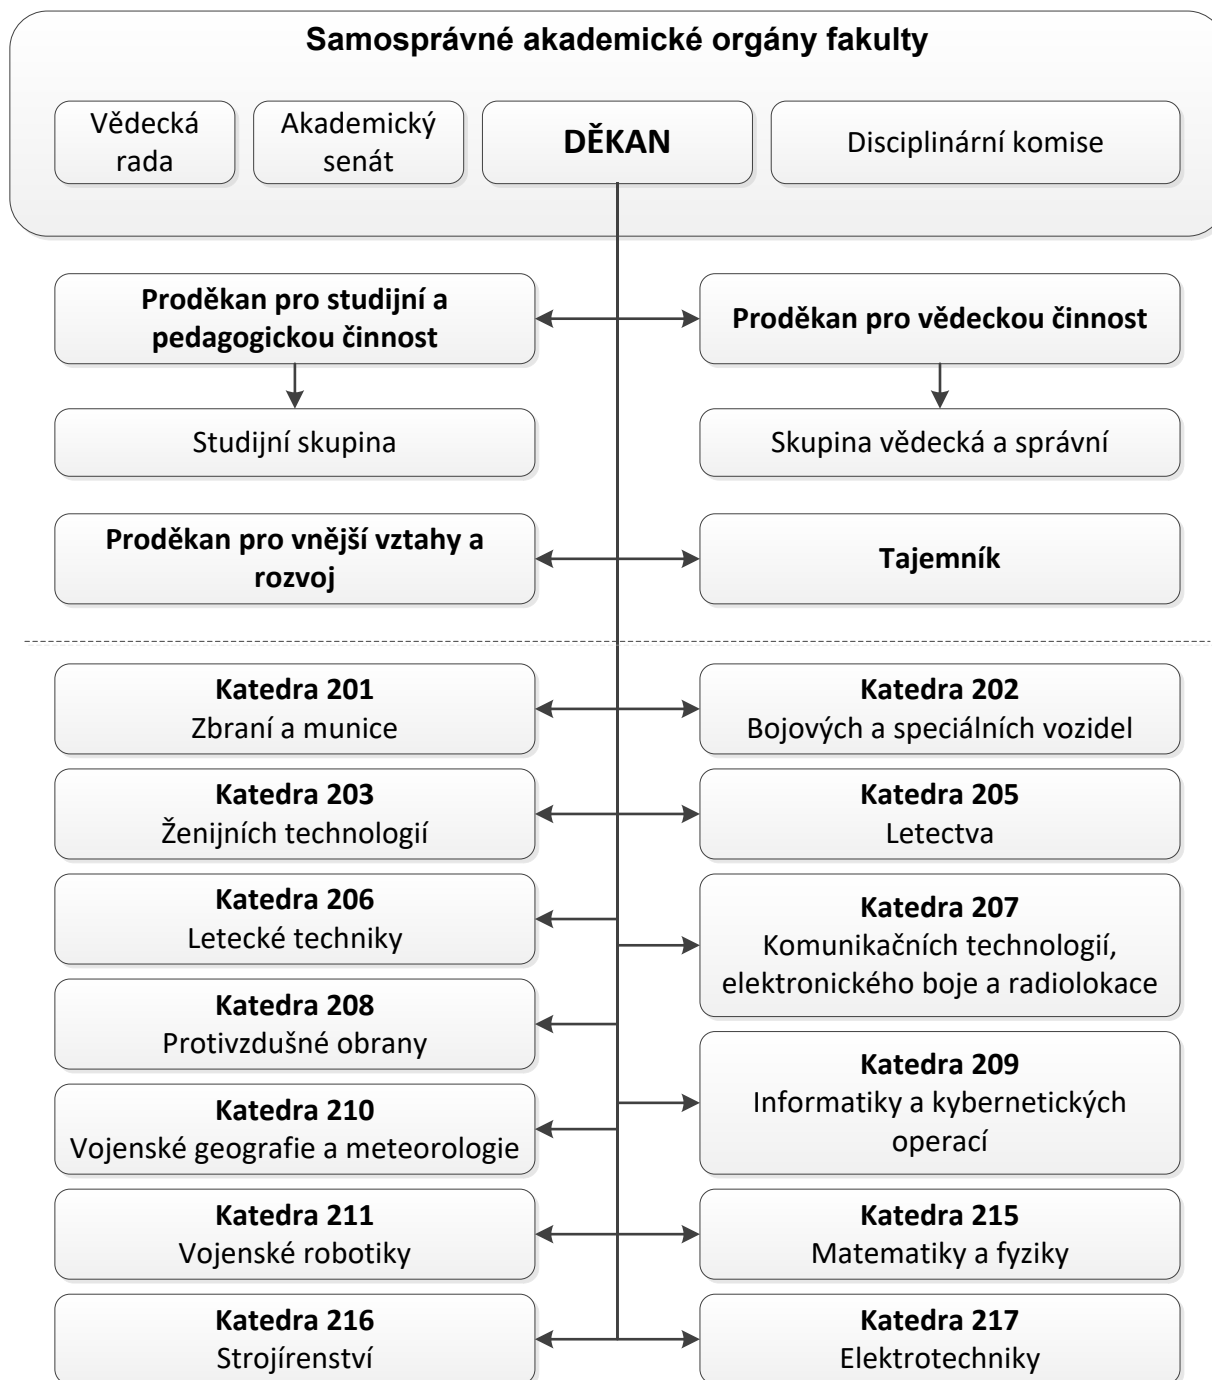 Samosprávné akademické orgány fakulty
Vědecká
rada
Akademický
senát
DĚKAN
Disciplinární komise
Proděkan pro studijní a
pedagogickou činnost
Proděkan pro vědeckou činnost
Studijní skupina
Skupina vědecká a správní
Proděkan pro vnější vztahy a
rozvoj
Tajemník
Katedra 201
Zbraní a munice
Katedra 202
Bojových a speciálních vozidel
Katedra 203
Ženijních technologií
Katedra 205
Letectva
Katedra 206
Letecké techniky
Katedra 207
Komunikačních technologií,
elektronického boje a radiolokace
Katedra 208
Protivzdušné obrany
Katedra 209
Informatiky a kybernetických
operací
Katedra 210
Vojenské geografie a meteorologie
Katedra 211
Vojenské robotiky
Katedra 215
Matematiky a fyziky
Katedra 216
Strojírenství
Katedra 217
Elektrotechniky